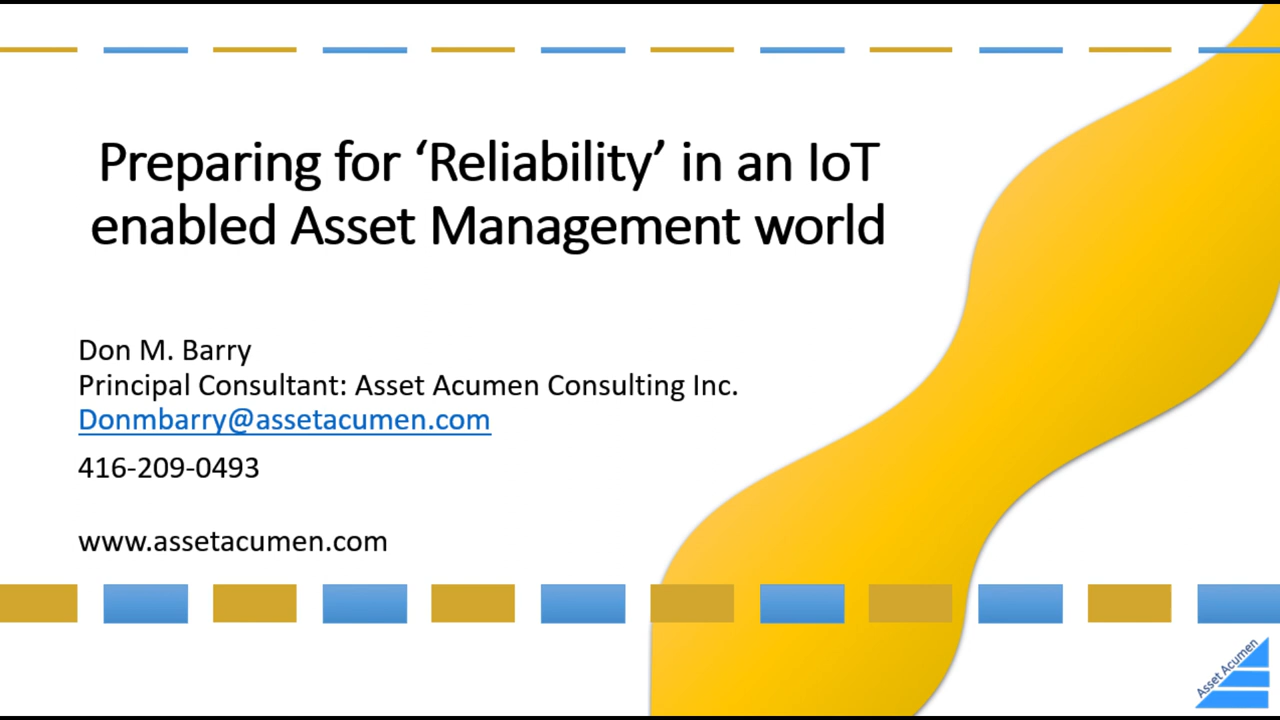 Preparing for ‘Reliability’ in an IoT
enabled Asset Management world
Don M. Barry
Principal Consultant: Asset Acumen Consulting Inc.
Donmbarry@assetacumen.com
416-209-0493
www.assetacumen.com
Asset Acumen